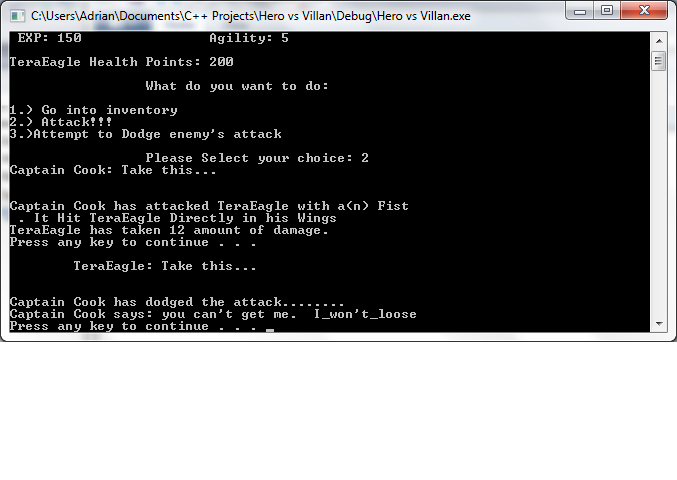 C:\Users\Adrian\Documents\C++ Projects\Hero vs Villan\Debug\Hero vs Villan.exe
EXP: 150                Agility: 5
TeraEagle Health Points: 200
What do you want to do:
1.) Go into inventory
2.) Attack!!!
3.)Attempt to Dodge enemy's attack
Please Select your choice: 2
Captain Cook: Take this...
Captain Cook has attacked TeraEagle with a(n) Fist
. It Hit TeraEagle Directly in his Wings
TeraEagle has taken 12 amount of damage.
Press any key to continue . . .
TeraEagle: Take this...
Captain Cook has dodged the attack........
Captain Cook says: you can't get me.  I_won't_loose
Press any key to continue . . . _